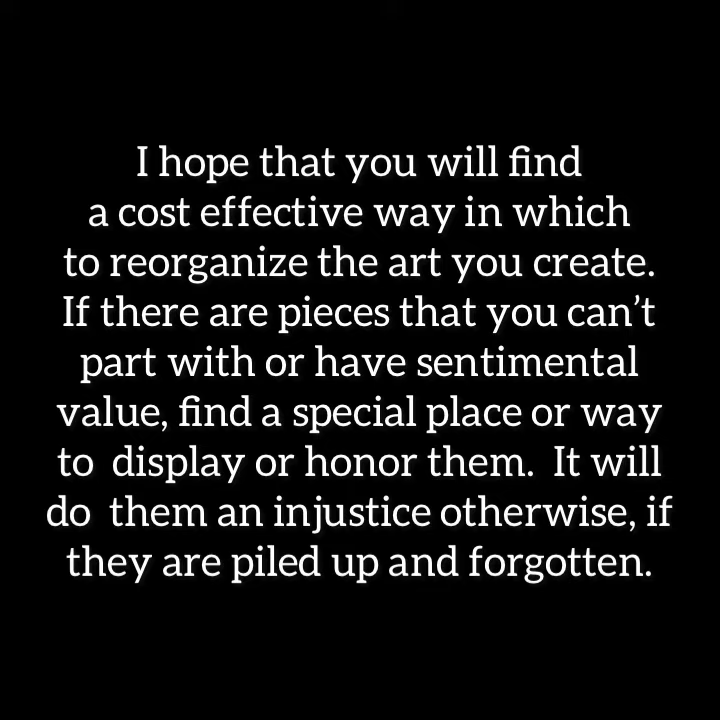 I hope that you will find
a cost effective way in which
to reorganize the art you create.
If there are pieces that you can’t
part with or have sentimental
value, find a special place or way
to  display or honor them.  It will
do  them an injustice otherwise, if
they are piled up and forgotten.